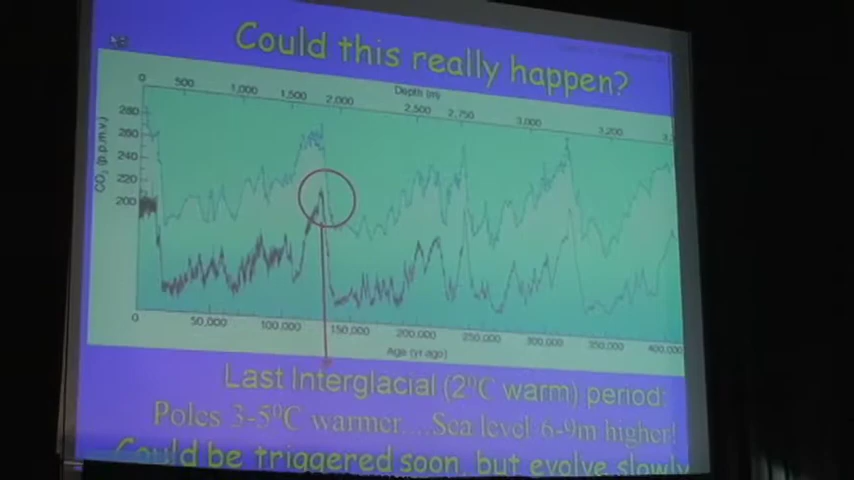 Could this really happen?
Depth (m)
0 500 1,000 1,500 2,000 2,500 2,750 3,000 3,200
CO2 (p.p.m.v.)
280
260
240
220
200
0 50,000 100,000 150,000 200,000 250,000 300,000 350,000 400,000
Age (yr ago)
Last Interglacial (2⁰C warm) period:
Poles 3-5⁰C warmer....Sea level 6-9m higher!
Could be triggered soon, but evolve slowly